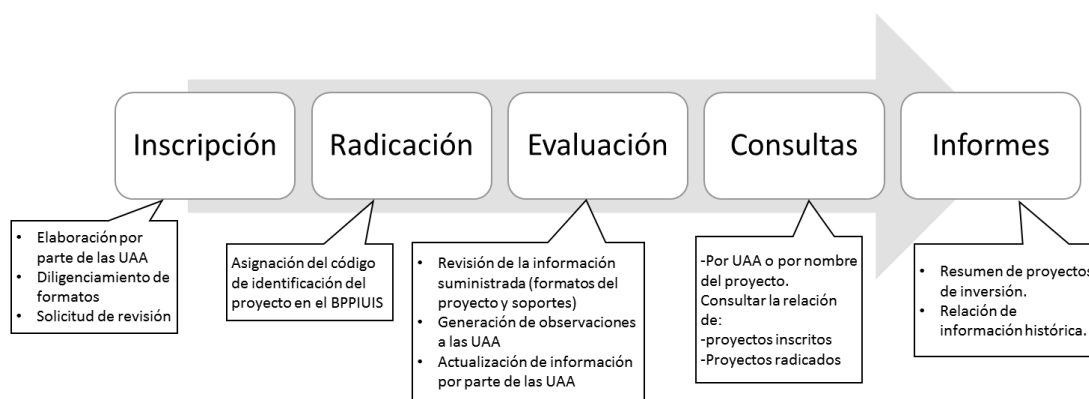 Inscripción
Radicación
Evaluación
Consultas
Informes
• Elaboración por
parte de las UAA
• Diligenciamiento de
formatos
• Solicitud de revisión
Asignación del código
de identificación del
proyecto en el BPPIUIS
• Revisión de la información
suministrada (formatos del
proyecto y soportes)
• Generación de observaciones
a las UAA
• Actualización de información
por parte de las UAA
-Por UAA o por nombre
del proyecto.
Consultar la relación
de:
-proyectos inscritos
-Proyectos radicados
• Resumen de proyectos
de inversión.
• Relación de
información histórica.